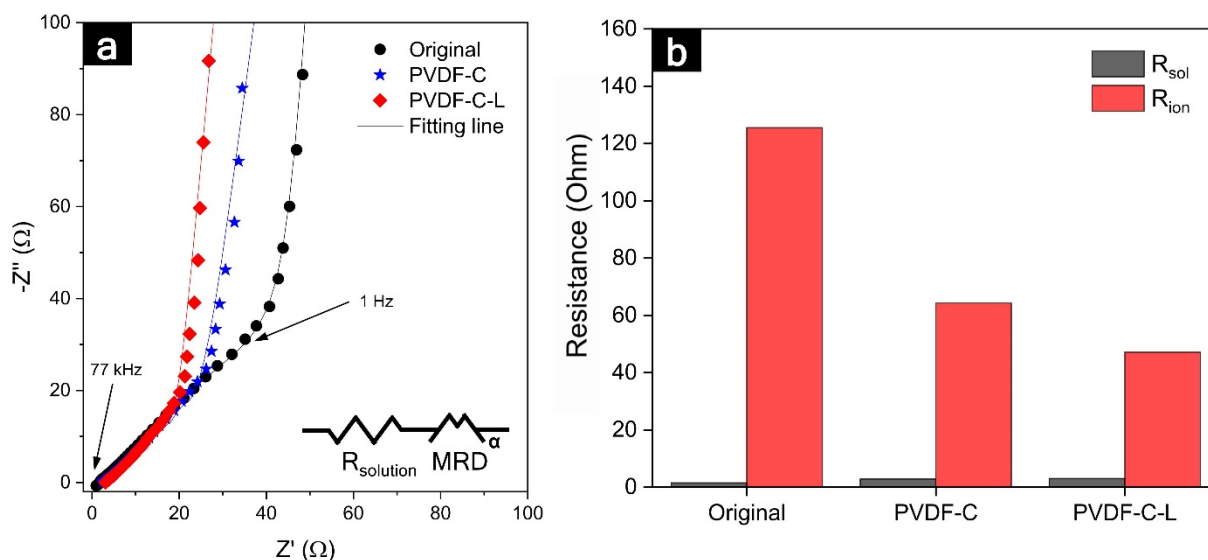 a
Original
PVDF-C
PVDF-C-L
Fitting line
100
80
60
40
20
0
-Z'' (Ω)
77 kHz
1 Hz
R_solution
MRD α
0 20 40 60 80 100
Z' (Ω)
b
R_sol
R_ion
160
140
120
100
80
60
40
20
0
Resistance (Ohm)
Original PVDF-C PVDF-C-L